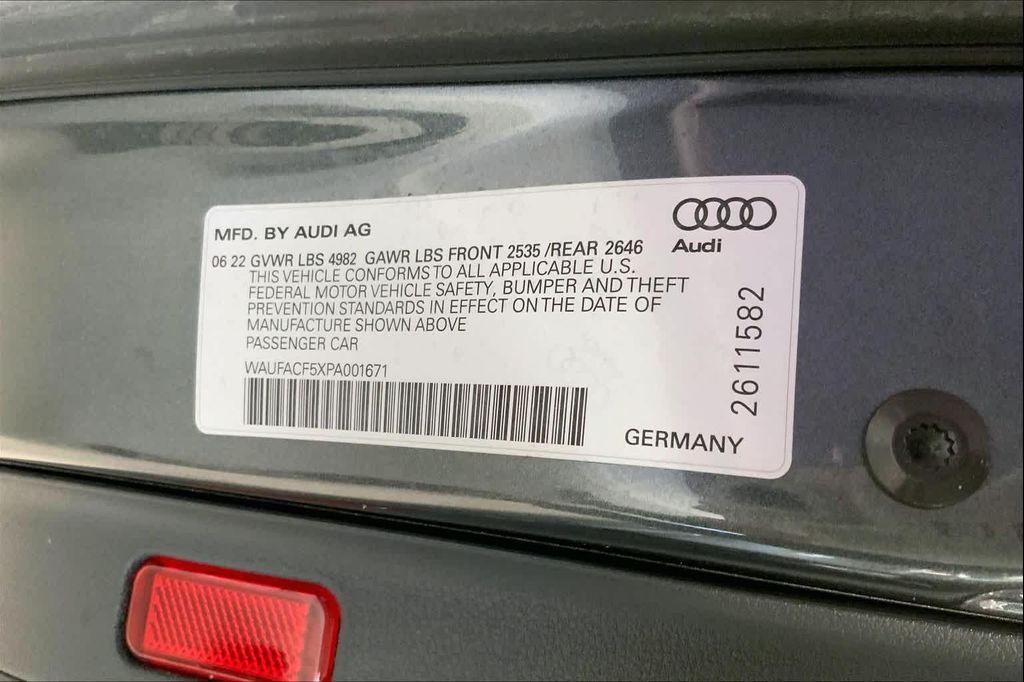 MFD. BY AUDI AG
06 22 GVWR LBS 4982 GAWR LBS FRONT 2535 /REAR 2646
THIS VEHICLE CONFORMS TO ALL APPLICABLE U.S.
FEDERAL MOTOR VEHICLE SAFETY, BUMPER AND THEFT
PREVENTION STANDARDS IN EFFECT ON THE DATE OF
MANUFACTURE SHOWN ABOVE
PASSENGER CAR
WAUFACF5XPA001671
Audi
2611582
GERMANY